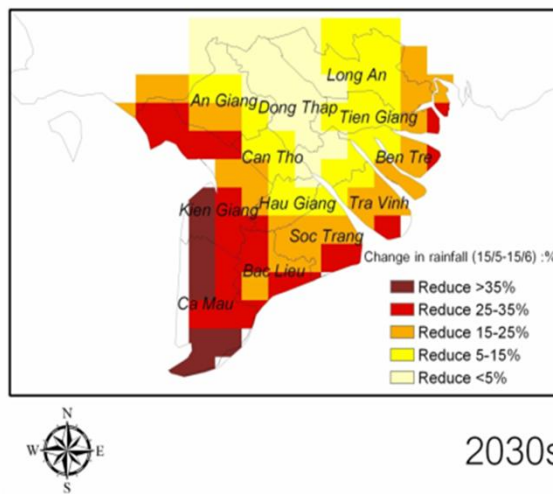 Long An
An Giang
Dong Thap
Tien Giang
Can Tho
Ben Tre
Kien Giang
Hau Giang
Tra Vinh
Soc Trang
Change in rainfall (15/5-15/6) :%
Bac Lieu
Ca Mau
Reduce >35%
Reduce 25-35%
Reduce 15-25%
Reduce 5-15%
Reduce <5%
N
W
E
S
2030s